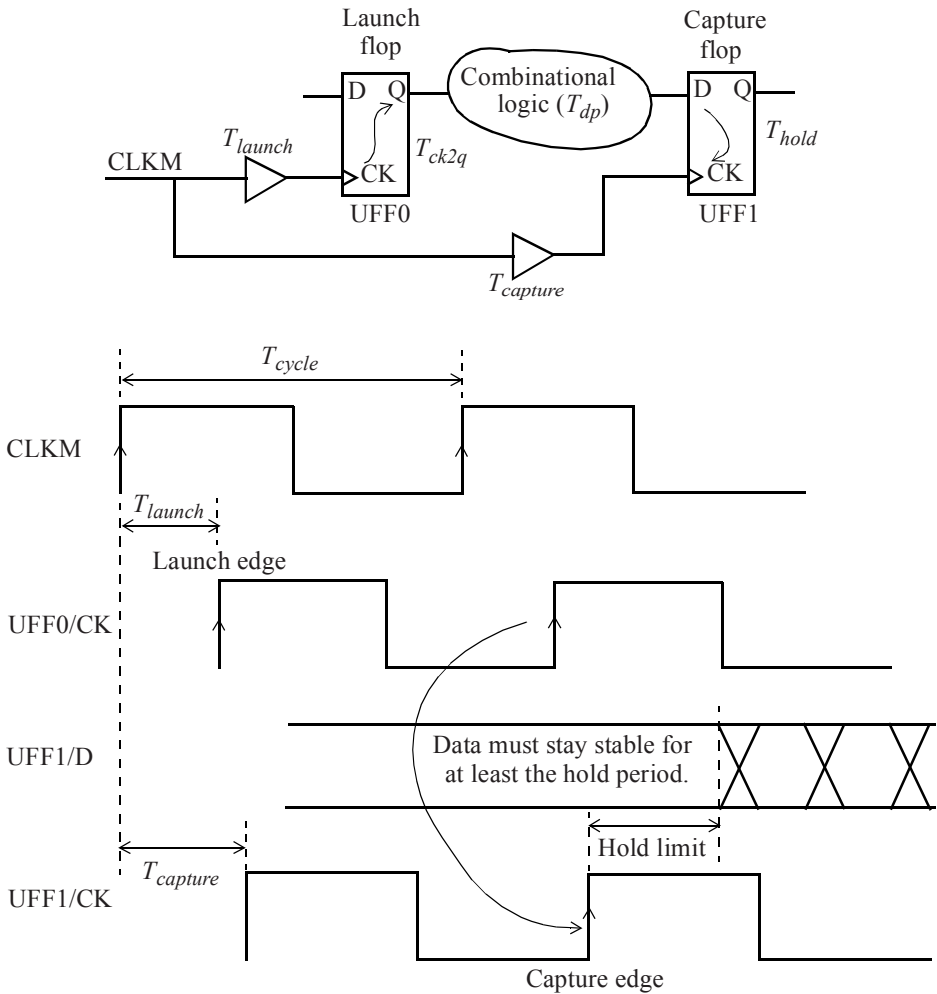 Launch
flop
Capture
flop
D Q
Combinational
logic (Tdp)
D Q
Tlaunch
Tck2q
Thold
CLKM
CK
CK
UFF0
UFF1
Tcapture
Tcycle
CLKM
Tlaunch
Launch edge
UFF0/CK
UFF1/D
Data must stay stable for
at least the hold period.
Hold limit
Tcapture
UFF1/CK
Capture edge